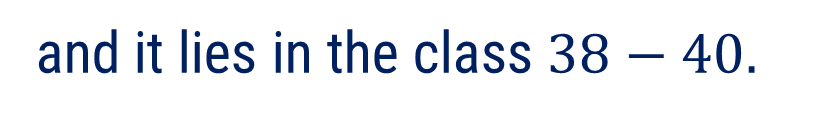 and it lies in the class 38 − 40.